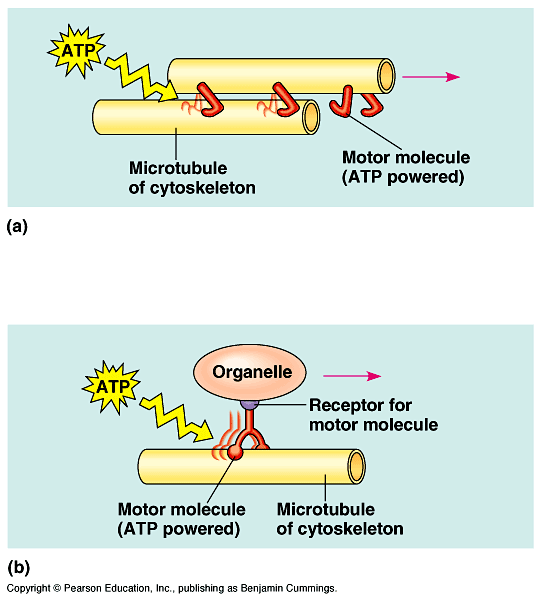 ATP
Microtubule
of cytoskeleton
Motor molecule
(ATP powered)
(a)
Organelle
ATP
Receptor for
motor molecule
Motor molecule
(ATP powered)
Microtubule
of cytoskeleton
(b)
Copyright © Pearson Education, Inc., publishing as Benjamin Cummings.